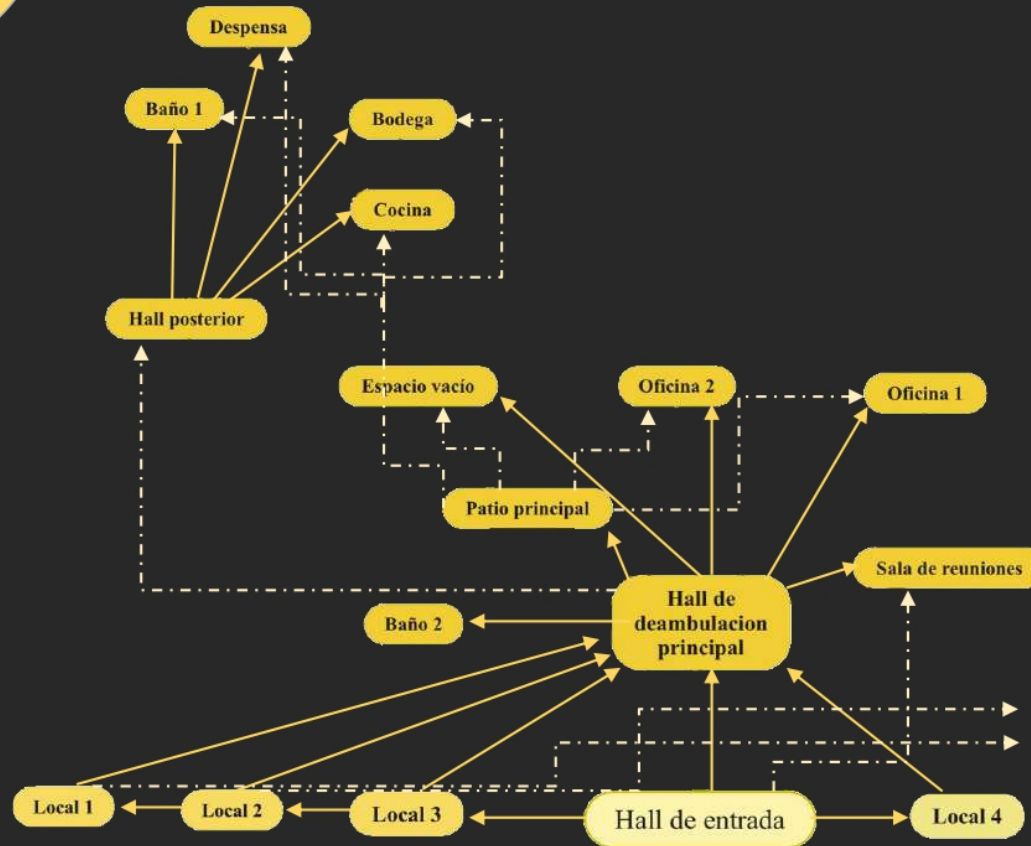 Despensa
Baño 1
Bodega
Cocina
Hall posterior
Espacio vacío
Oficina 2
Oficina 1
Patio principal
Sala de reuniones
Hall de
deambulacion
principal
Baño 2
Local 1
Local 2
Local 3
Hall de entrada
Local 4